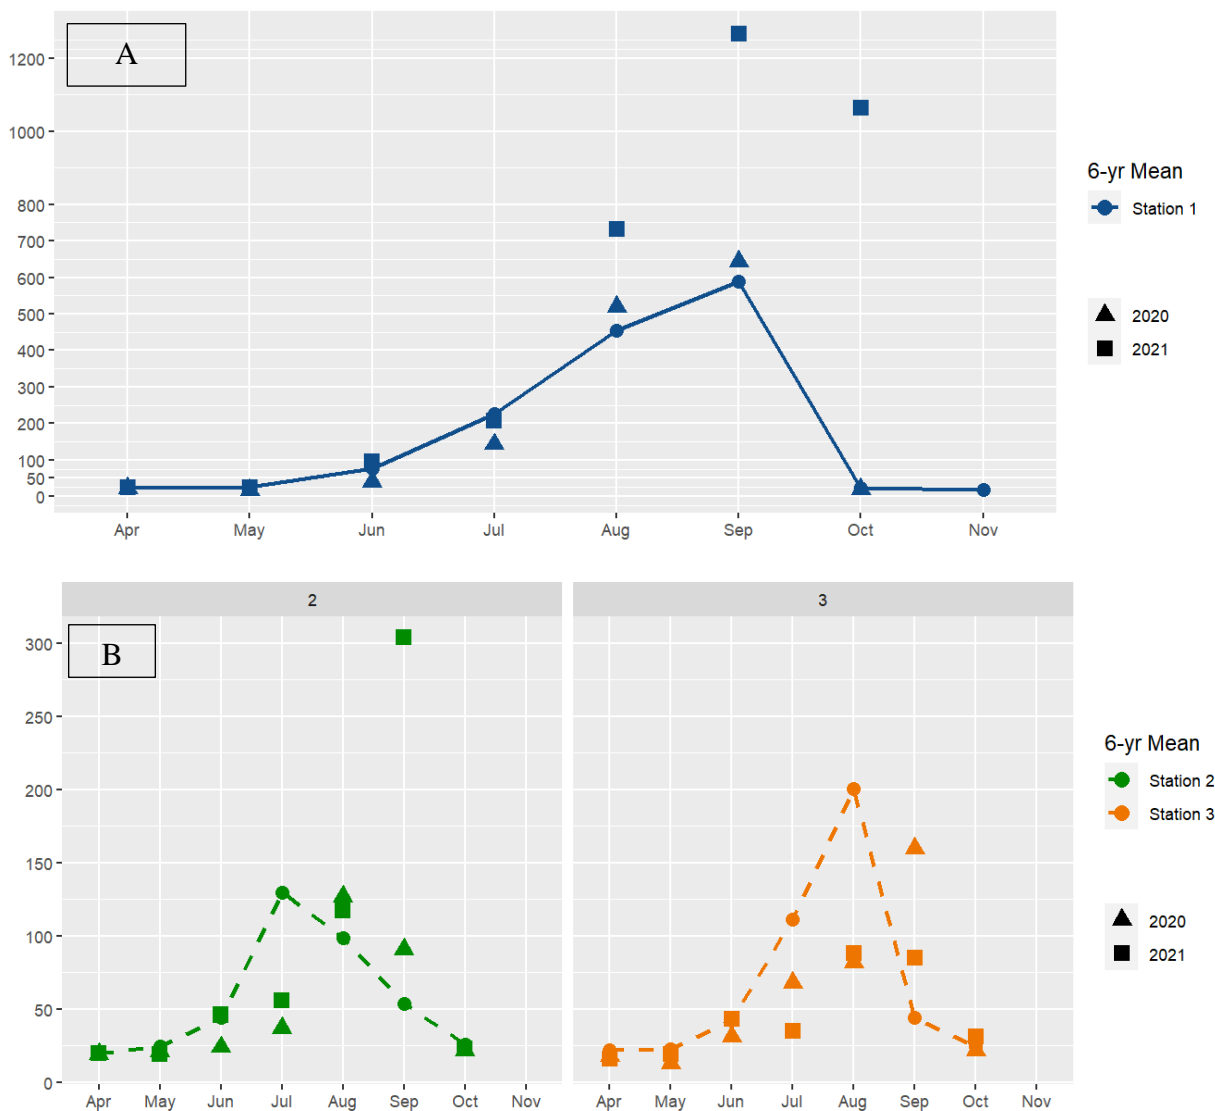 A
1200
1000
800
700
600
500
400
300
200
100
50
0
Apr May Jun Jul Aug Sep Oct Nov
6-yr Mean
Station 1
2020
2021
2 3
B
300
250
200
150
100
50
0
Apr May Jun Jul Aug Sep Oct Nov Apr May Jun Jul Aug Sep Oct Nov
6-yr Mean
Station 2
Station 3
2020
2021